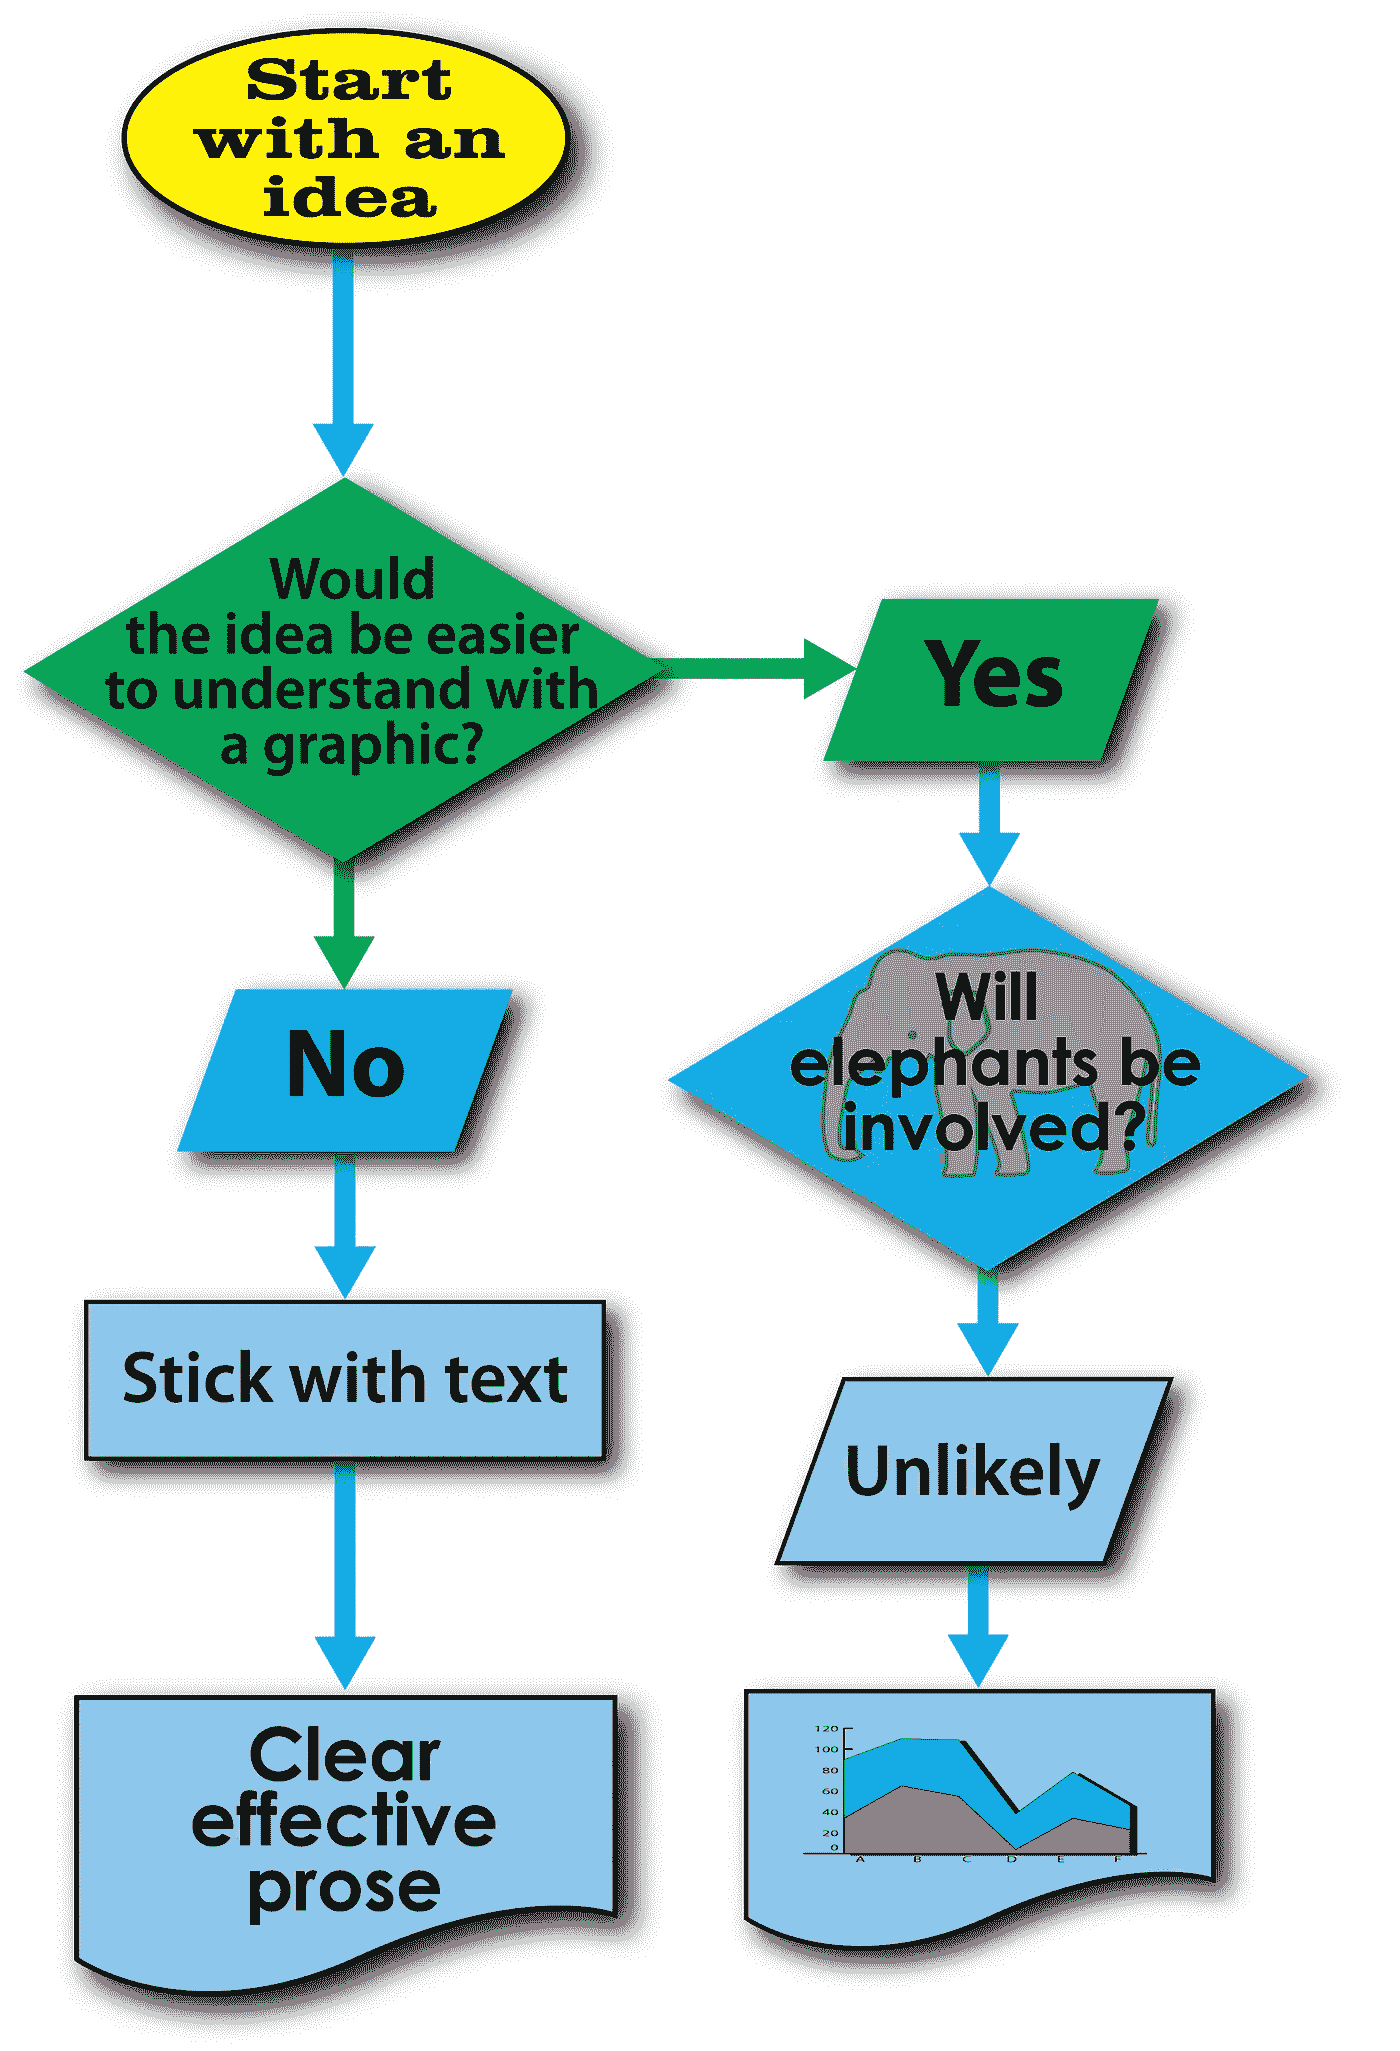 Start
with an
idea
Would
the idea be easier
to understand with
a graphic?
Yes
No
Will
elephants be
involved?
Stick with text
Unlikely
Clear
effective
prose
120
100
80
60
40
20
0
A B C D E F